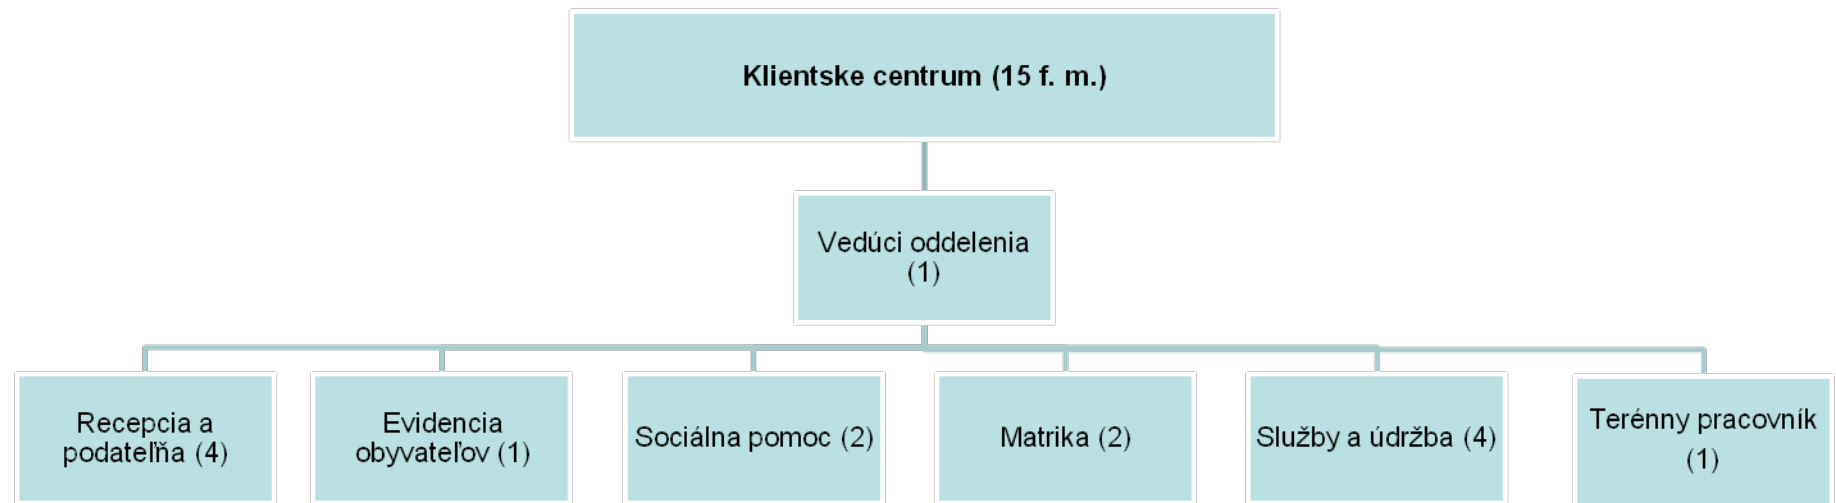 Klientske centrum (15 f. m.)
Vedúci oddelenia
(1)
Recepcia a
podateľňa (4)
Evidencia
obyvateľov (1)
Sociálna pomoc (2)
Matrika (2)
Služby a údržba (4)
Terénny pracovník
(1)